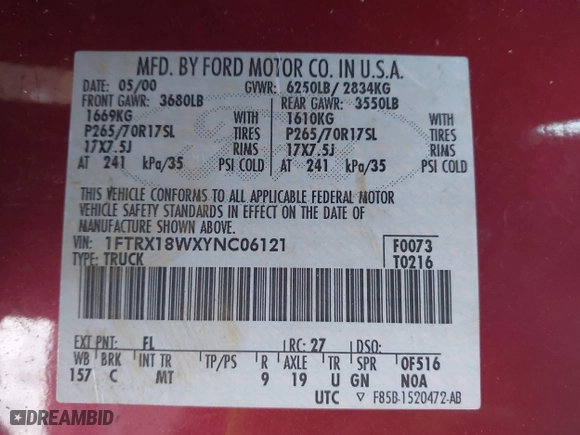 MFD. BY FORD MOTOR CO. IN U.S.A.
DATE: 05/00 GVWR: 6250LB/ 2834KG
FRONT GAWR: 3680LB REAR GAWR: 3550LB
1669KG WITH 1610KG WITH
P265/70R17SL TIRES P265/70R17SL TIRES
17X7.5J RIMS 17X7.5J RIMS
AT 241 kPa/35 PSI COLD AT 241 kPa/35 PSI COLD
THIS VEHICLE CONFORMS TO ALL APPLICABLE FEDERAL MOTOR
VEHICLE SAFETY STANDARDS IN EFFECT ON THE DATE OF
MANUFACTURE SHOWN ABOVE.
VIN: 1FTRX18WXYNC06121 F0073
TYPE: TRUCK T0216
EXT PNT: FL RC: 27 DSO:
WB BRK INT TR TP/PS R AXLE TR SPR OF516
157 C MT 9 19 U GN NOA
UTC ▽ F85B-1520472-AB
DREAMBID